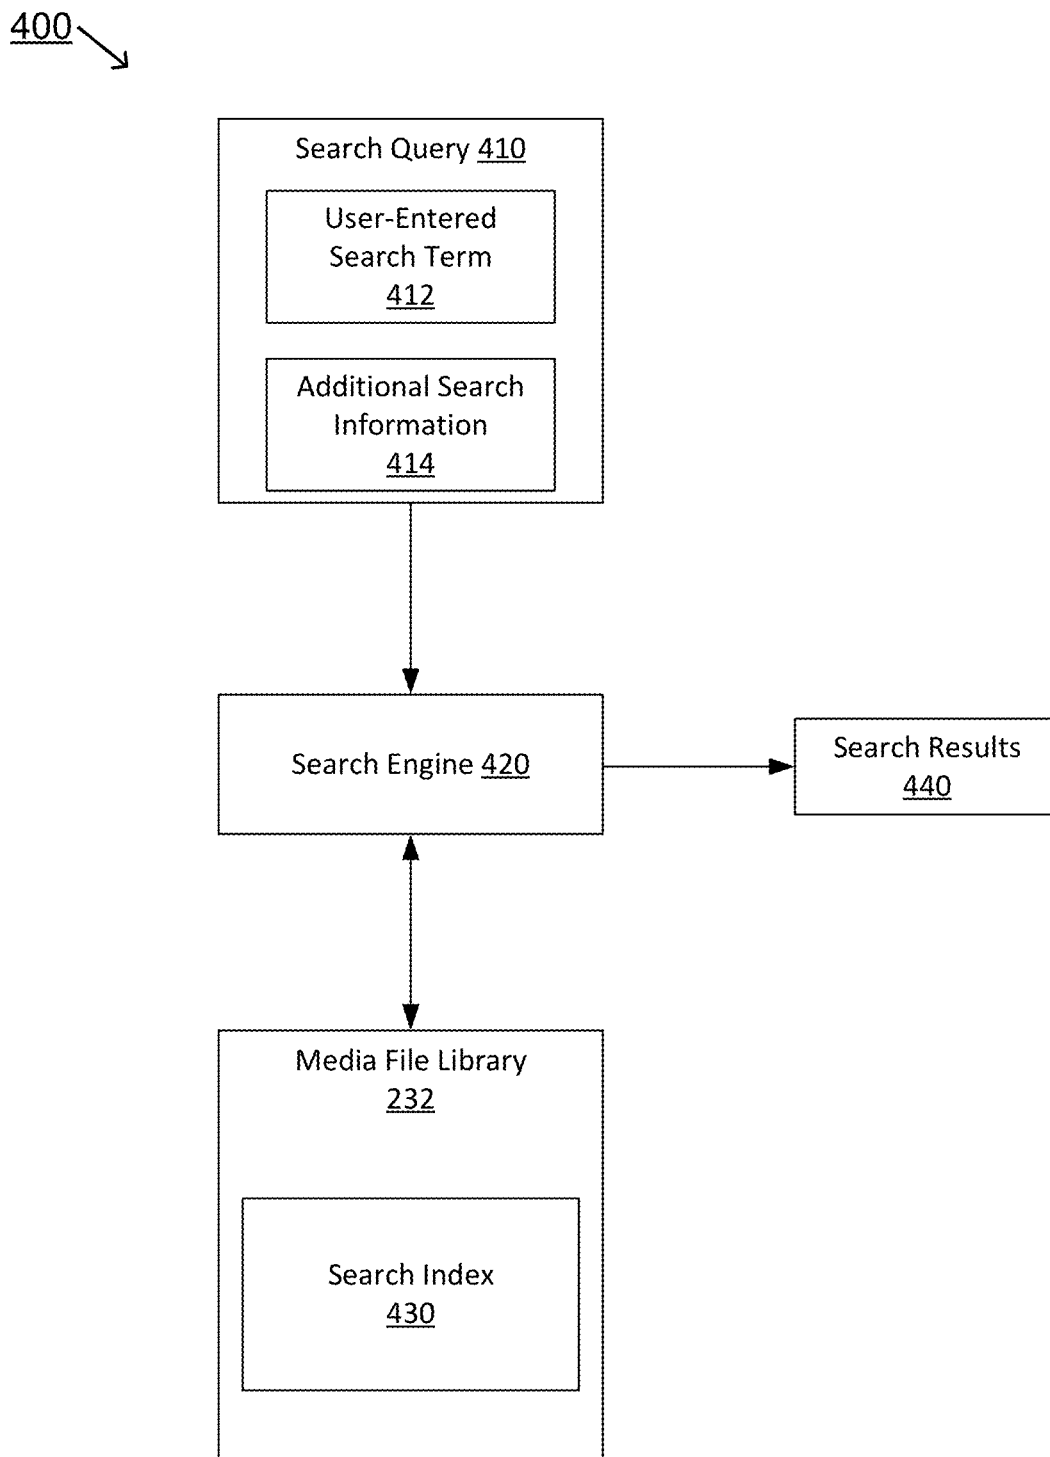 400
Search Query 410
User-Entered
Search Term
412
Additional Search
Information
414
Search Engine 420
Search Results
440
Media File Library
232
Search Index
430